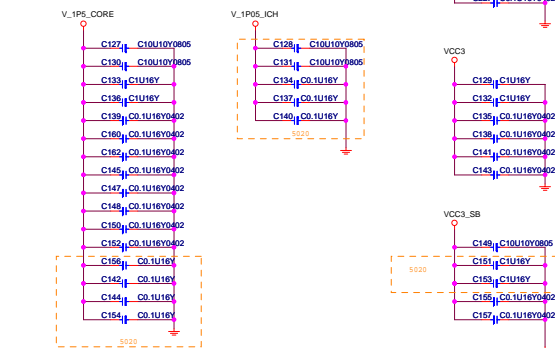 V_1P5_CORE
C127 C10U10Y0805
C130 C10U10Y0805
C133 C1U16Y
C136 C1U16Y
C139 C0.1U16Y0402
C160 C0.1U16Y0402
C162 C0.1U16Y0402
C145 C0.1U16Y0402
C147 C0.1U16Y0402
C148 C0.1U16Y0402
C150 C0.1U16Y0402
C152 C0.1U16Y0402
C156 C0.1U16Y
C142 C0.1U16Y
C144 C0.1U16Y
C154 C0.1U16Y
5020
V_1P05_ICH
C128 C10U10Y0805
C131 C10U10Y0805
C134 C0.1U16Y
C137 C0.1U16Y
C140 C0.1U16Y
5020
VCC3
C129 C1U16Y
C132 C1U16Y
C135 C0.1U16Y0402
C138 C0.1U16Y0402
C141 C0.1U16Y0402
C143 C0.1U16Y0402
VCC3_SB
C149 C10U10Y0805
C151 C1U16Y
5020
C153 C1U16Y
C155 C0.1U16Y0402
C157 C0.1U16Y0402